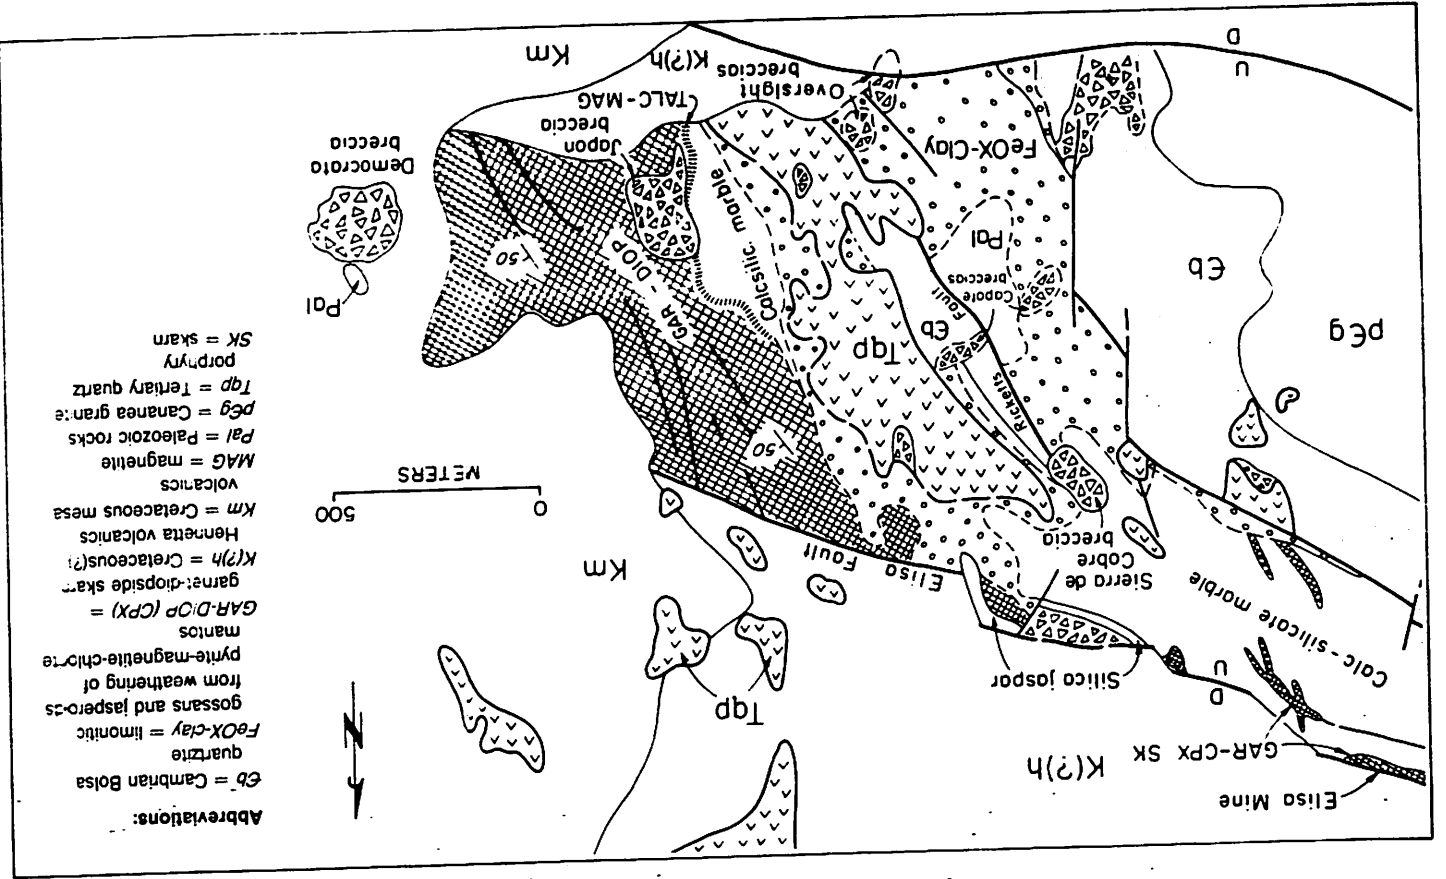 Abbreviations:
Єb = Cambrian Bolsa
quartzite
FeOX-clay = limonitic
gossans and jasperoids
from weathering of
pyrite-magnetite-chlorite
mantos
GAR-DIOP (CPX) =
garnet-diopside skarn
K(?)h = Cretaceous(?)
Henrietta volcanics
Km = Cretaceous mesa
volcanics
MAG = magnetite
Pal = Paleozoic rocks
pЄg = Cananea granite
Tqp = Tertiary quartz
porphyry
SK = skarn
N
Elisa Mine
GAR-CPX SK
K(?)h
Calc-silicate marble
D
U
Silica jaspar
Tqp
Sierra de
Cobre
breccia
Elisa Fault
Km
0
500
METERS
50
50
pЄg
Єb
Ricketts Fault
Єb
Tqp
Capote
breccias
Pal
FeOX-Clay
Calcsilic. marble
GAR - DIOP
Pal
Democrata
breccia
Japon
breccia
TALC-MAG
Oversight
breccias
K(?)h
Km
U
D